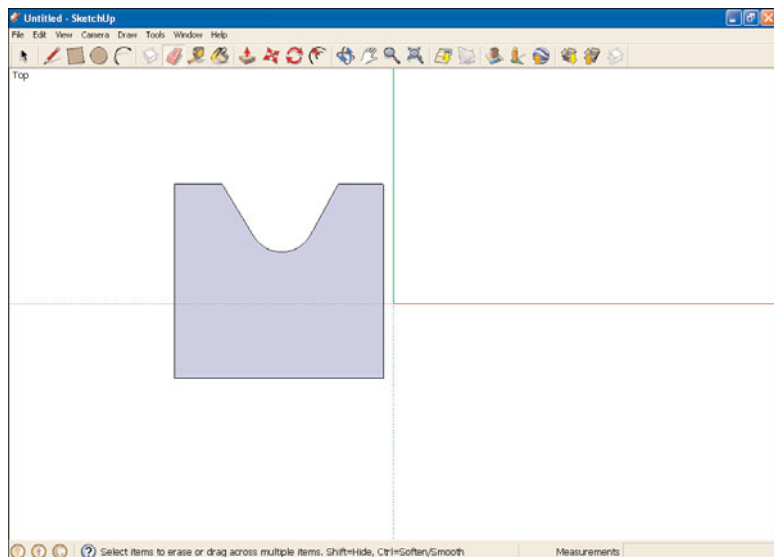 Untitled - SketchUp
File Edit View Camera Draw Tools Window Help
Top
Select items to erase or drag across multiple items. Shift=Hide, Ctrl=Soften/Smooth Measurements